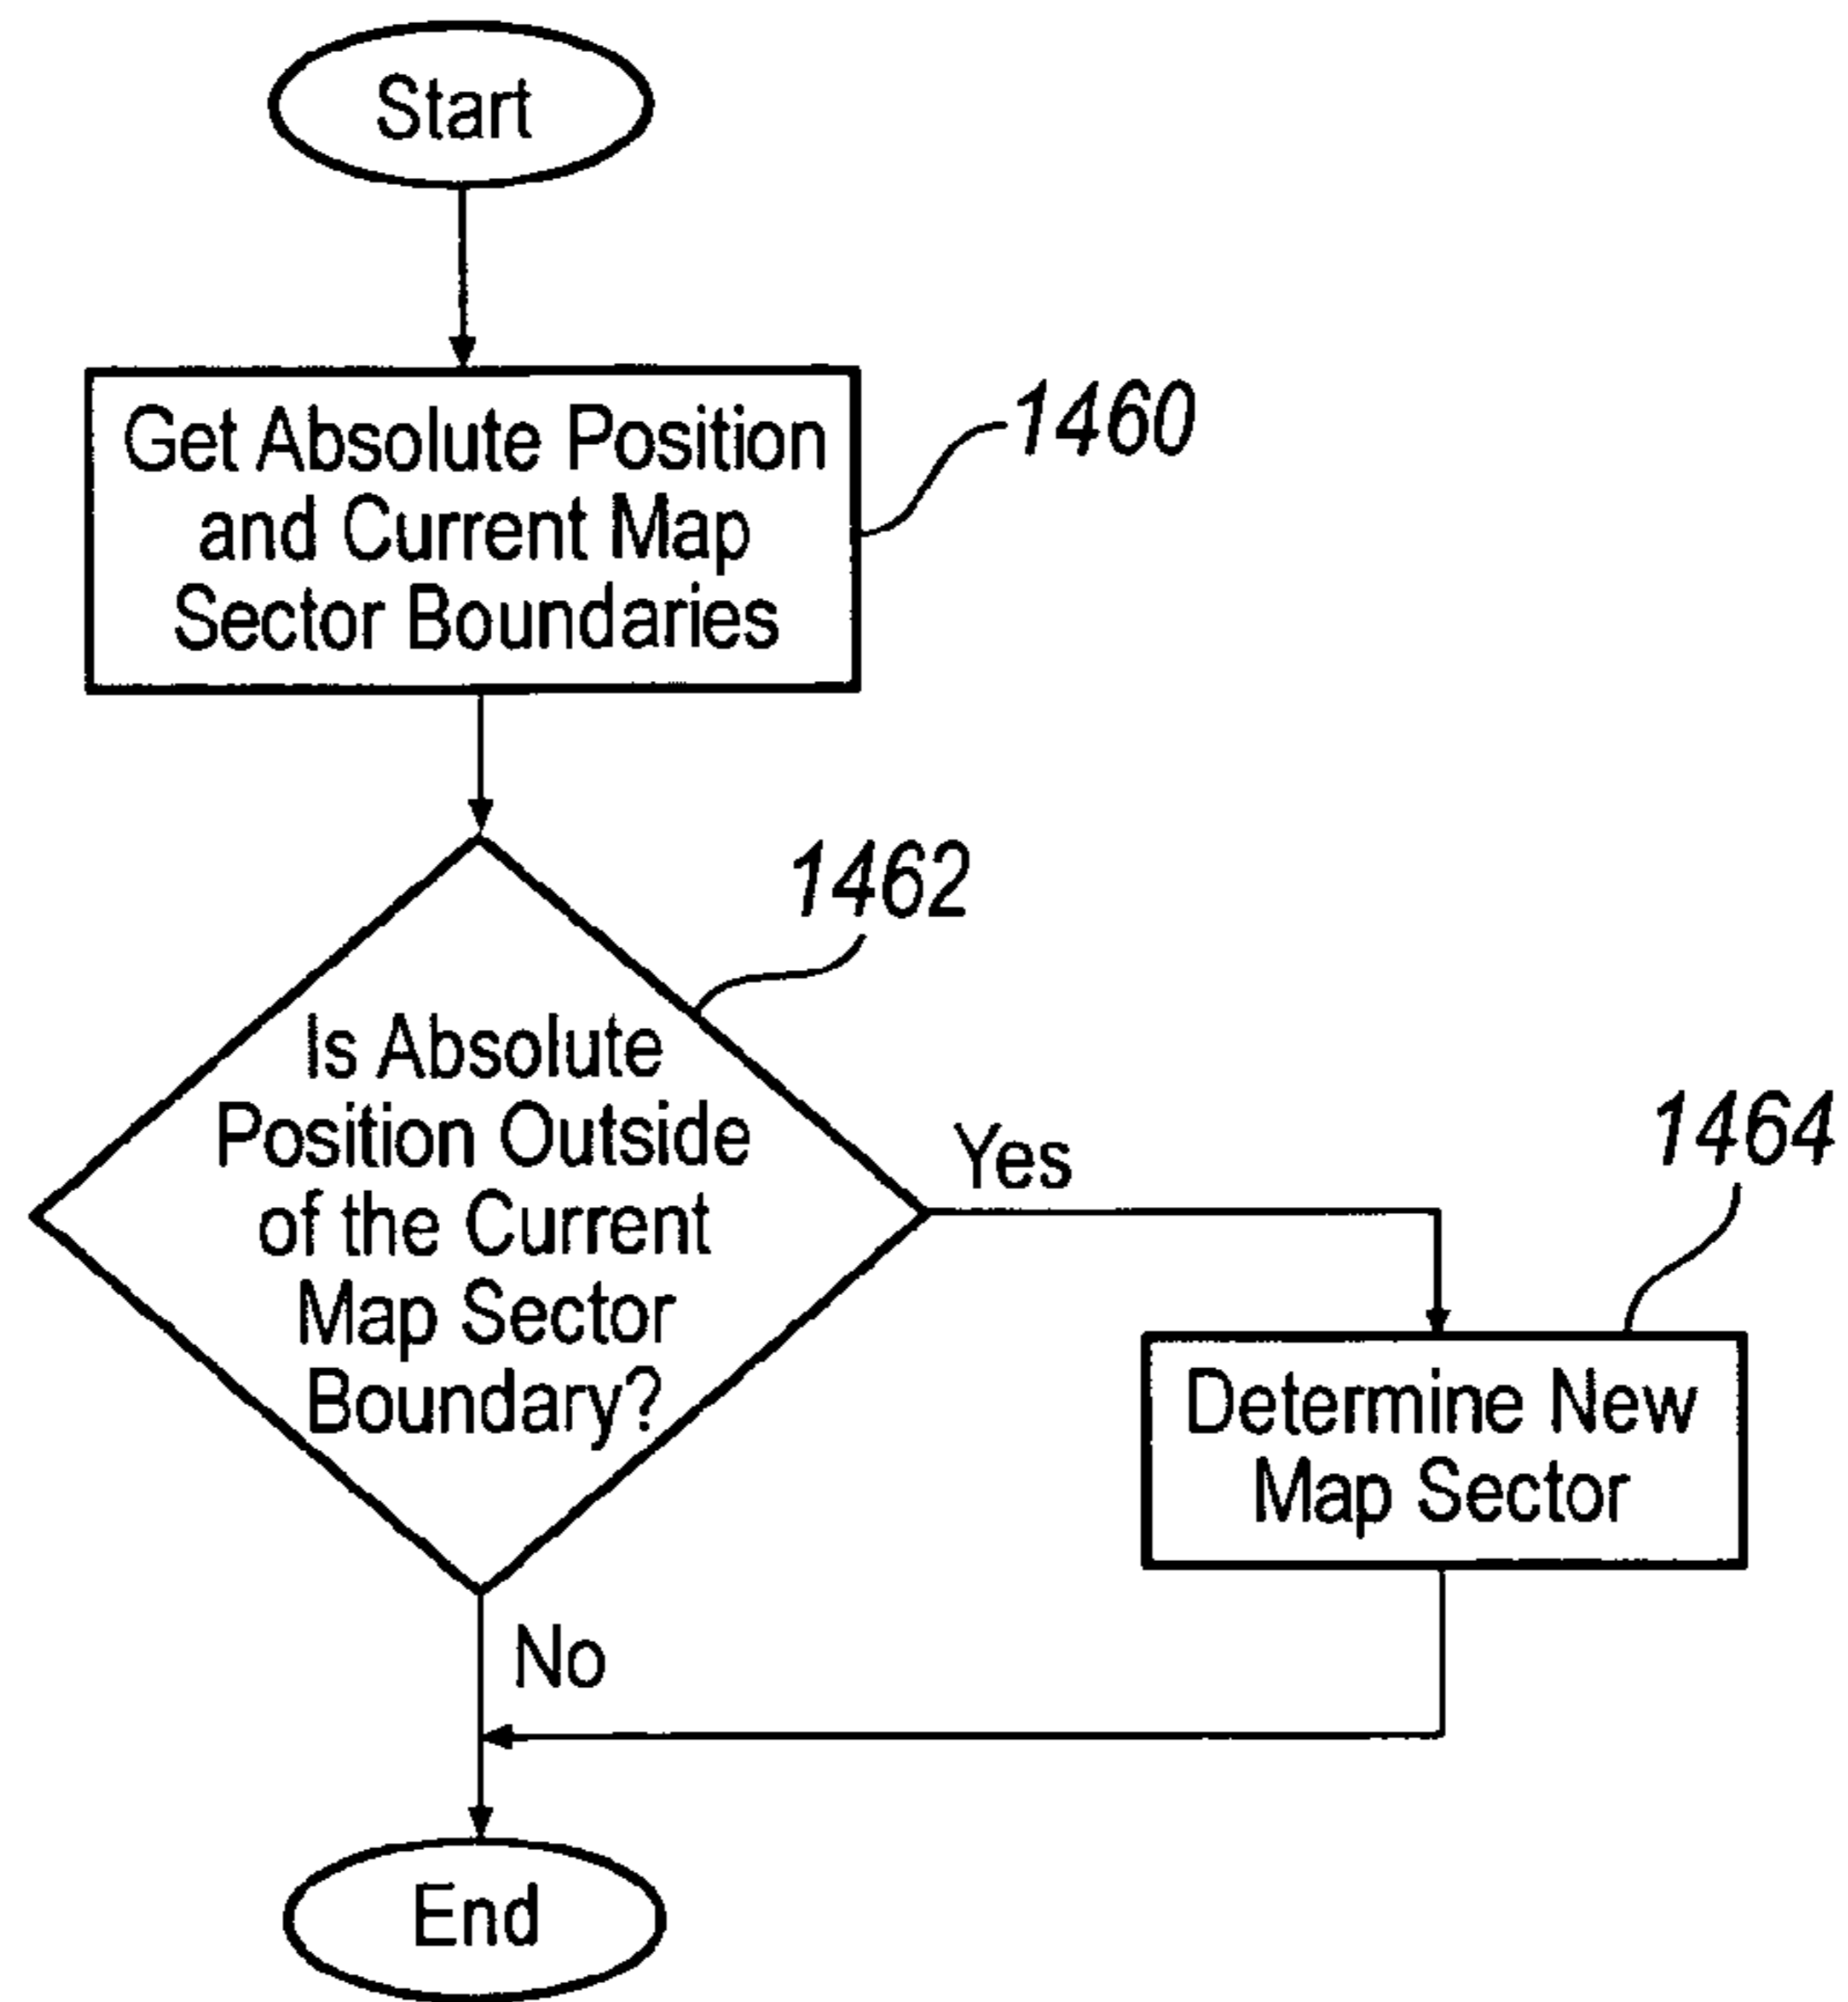 Start
Get Absolute Position
and Current Map
Sector Boundaries
1460
1462
Is Absolute
Position Outside
of the Current
Map Sector
Boundary?
Yes
1464
Determine New
Map Sector
No
End